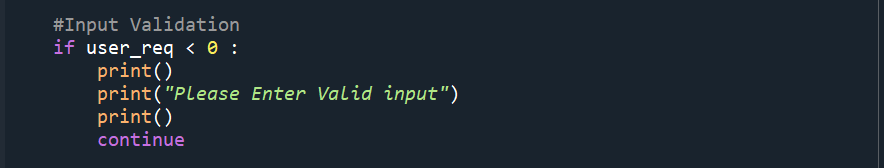 #Input Validation
if user_req < 0 :
    print()
    print("Please Enter Valid input")
    print()
    continue